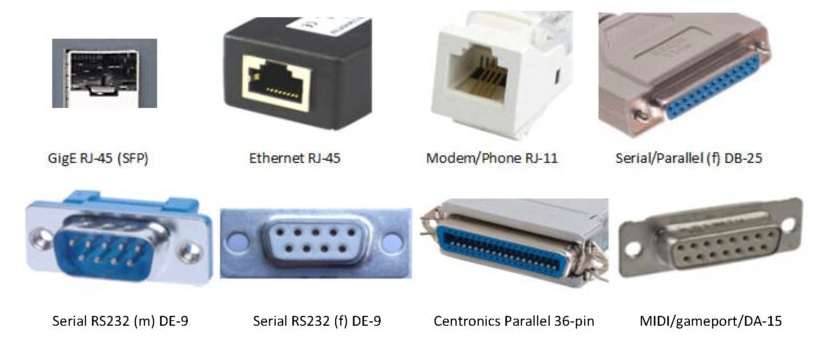 GigE RJ-45 (SFP)
Ethernet RJ-45
Modem/Phone RJ-11
Serial/Parallel (f) DB-25
Serial RS232 (m) DE-9
Serial RS232 (f) DE-9
Centronics Parallel 36-pin
MIDI/gameport/DA-15